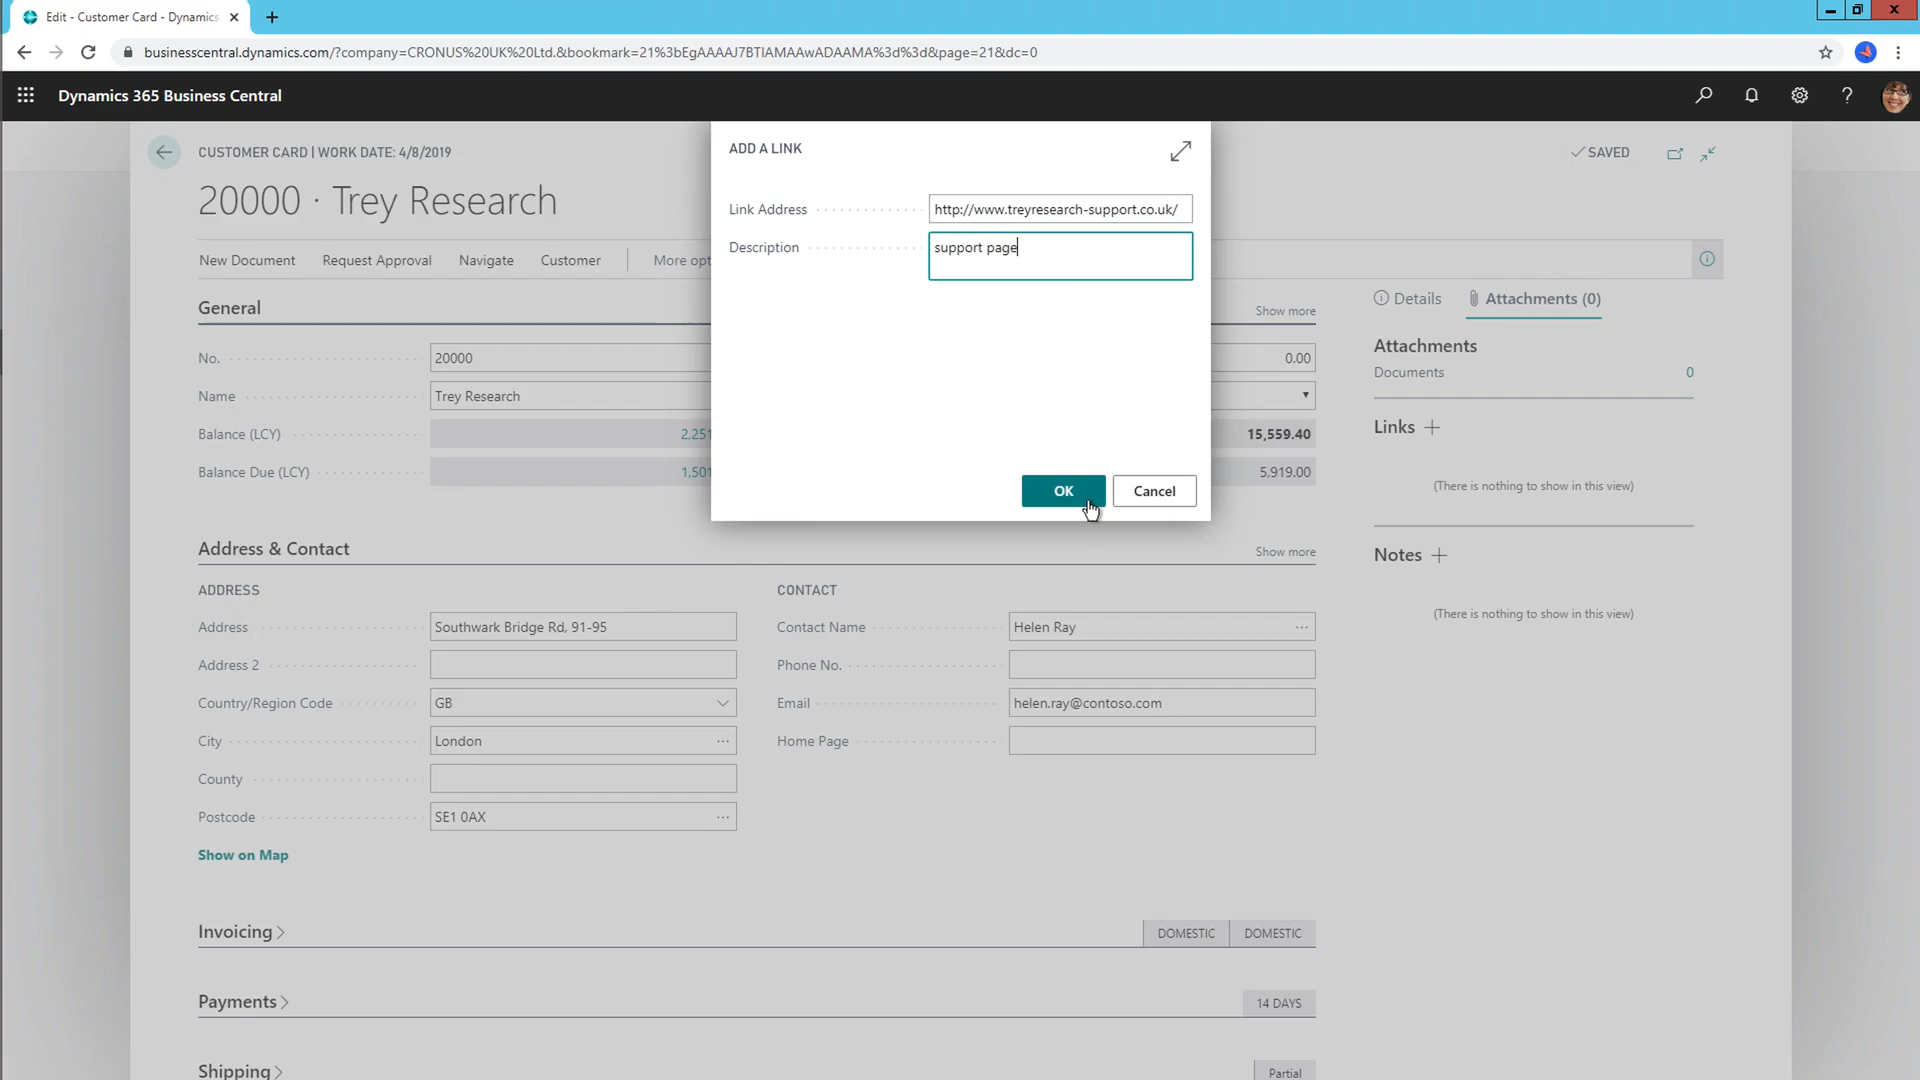 Edit - Customer Card - Dynamics
businesscentral.dynamics.com/?company=CRONUS%20UK%20Ltd.&bookmark=21%3bEgAAAAJ7BTIAMAAwADAAMA%3d%3d&page=21&dc=0
Dynamics 365 Business Central
CUSTOMER CARD | WORK DATE: 4/8/2019
SAVED
20000 · Trey Research
New Document Request Approval Navigate Customer More opt
ADD A LINK
Link Address http://www.treyresearch-support.co.uk/
Description support page
OK Cancel
General Show more
No. 20000 0.00
Name Trey Research
Balance (LCY) 2,251 15,559.40
Balance Due (LCY) 1,501 5,919.00
Address & Contact Show more
ADDRESS
Address Southwark Bridge Rd, 91-95
Address 2
Country/Region Code GB
City London
County
Postcode SE1 0AX
Show on Map
CONTACT
Contact Name Helen Ray
Phone No.
Email helen.ray@contoso.com
Home Page
Invoicing DOMESTIC DOMESTIC
Payments 14 DAYS
Shipping Partial
Details Attachments (0)
Attachments
Documents 0
Links
(There is nothing to show in this view)
Notes
(There is nothing to show in this view)